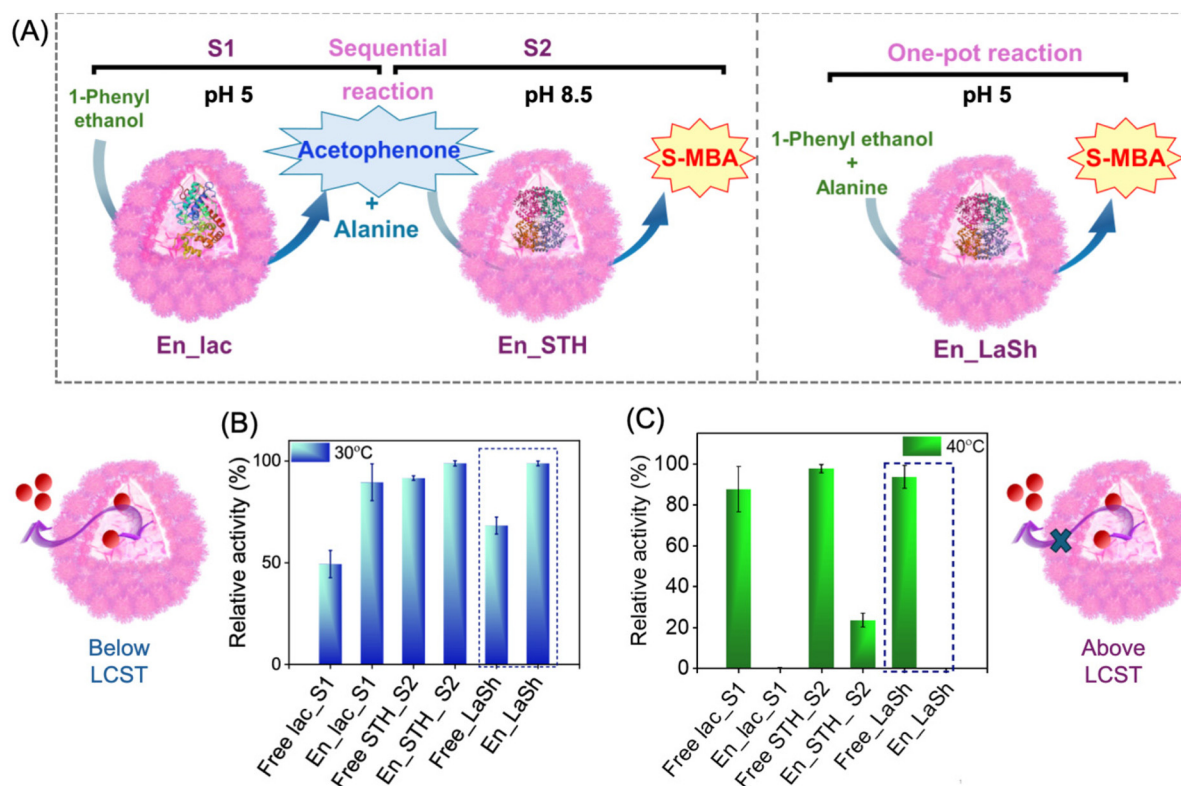 (A)
S1
Sequential
reaction
S2
pH 5
pH 8.5
1-Phenyl
ethanol
Acetophenone
+
Alanine
S-MBA
En_lac
En_STH
One-pot reaction
pH 5
1-Phenyl ethanol
+
Alanine
S-MBA
En_LaSh
(B)
30°C
Relative activity (%)
100
50
0
Free lac_S1
En_lac_S1
Free STH_S2
En_STH_S2
Free_LaSh
En_LaSh
Below
LCST
(C)
40°C
Relative activity (%)
100
80
60
40
20
0
Free lac_S1
En_lac_S1
Free STH_S2
En_STH_ S2
Free_LaSh
En_LaSh
Above
LCST